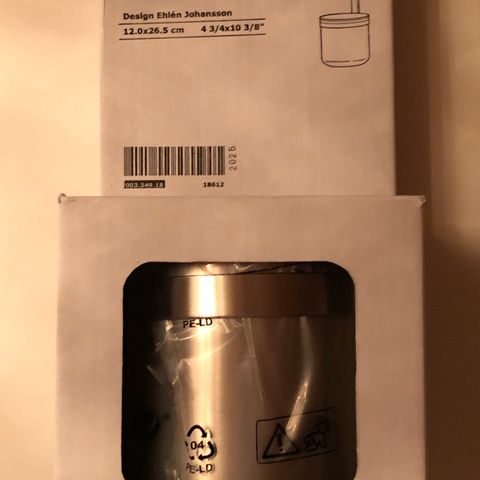 Design Ehlén Johansson
12.0x26.5 cm 4 3/4x10 3/8"
2025
003.349.18 18612
PE-LD
04
PE-LD